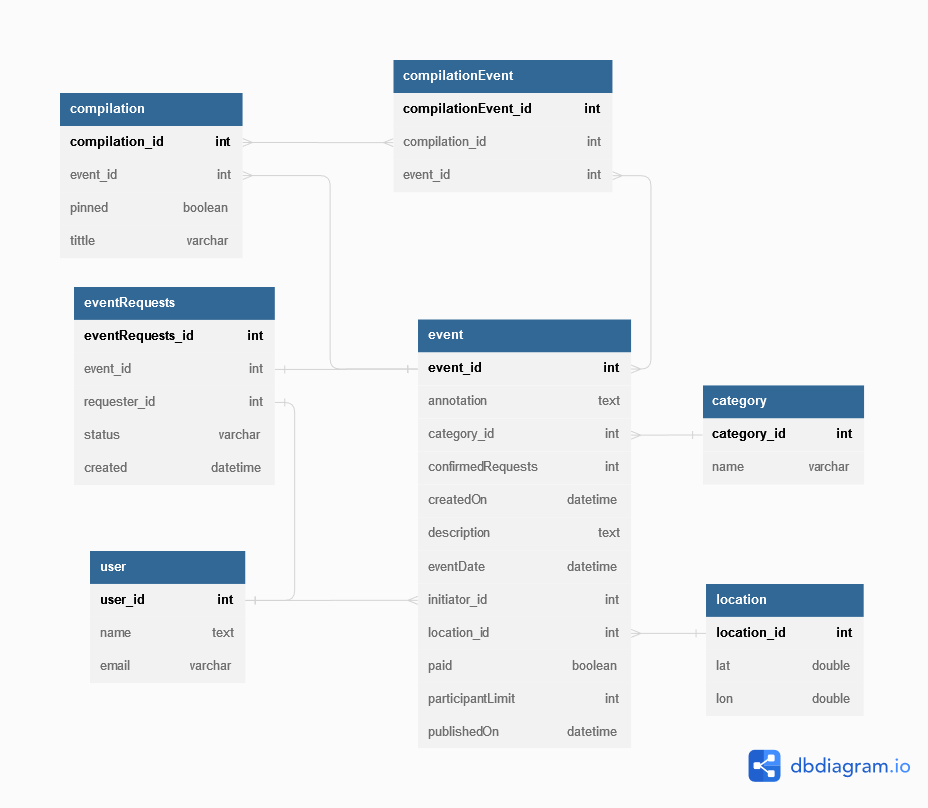 compilation
compilation_id int
event_id int
pinned boolean
tittle varchar
compilationEvent
compilationEvent_id int
compilation_id int
event_id int
eventRequests
eventRequests_id int
event_id int
requester_id int
status varchar
created datetime
event
event_id int
annotation text
category_id int
confirmedRequests int
createdOn datetime
description text
eventDate datetime
initiator_id int
location_id int
paid boolean
participantLimit int
publishedOn datetime
category
category_id int
name varchar
user
user_id int
name text
email varchar
location
location_id int
lat double
lon double
dbdiagram.io